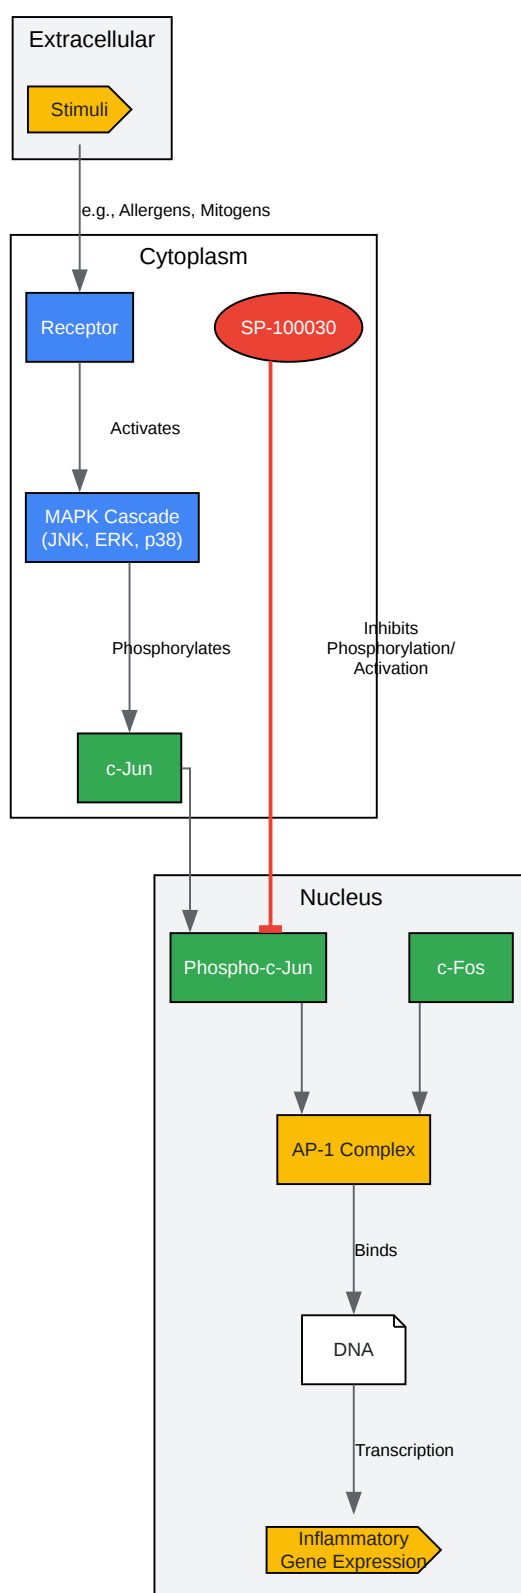 Extracellular
Stimuli
e.g., Allergens, Mitogens
Cytoplasm
Receptor
SP-100030
Activates
MAPK Cascade
(JNK, ERK, p38)
Phosphorylates
Inhibits
Phosphorylation/
Activation
c-Jun
Nucleus
Phospho-c-Jun
c-Fos
AP-1 Complex
Binds
DNA
Transcription
Inflammatory
Gene Expression